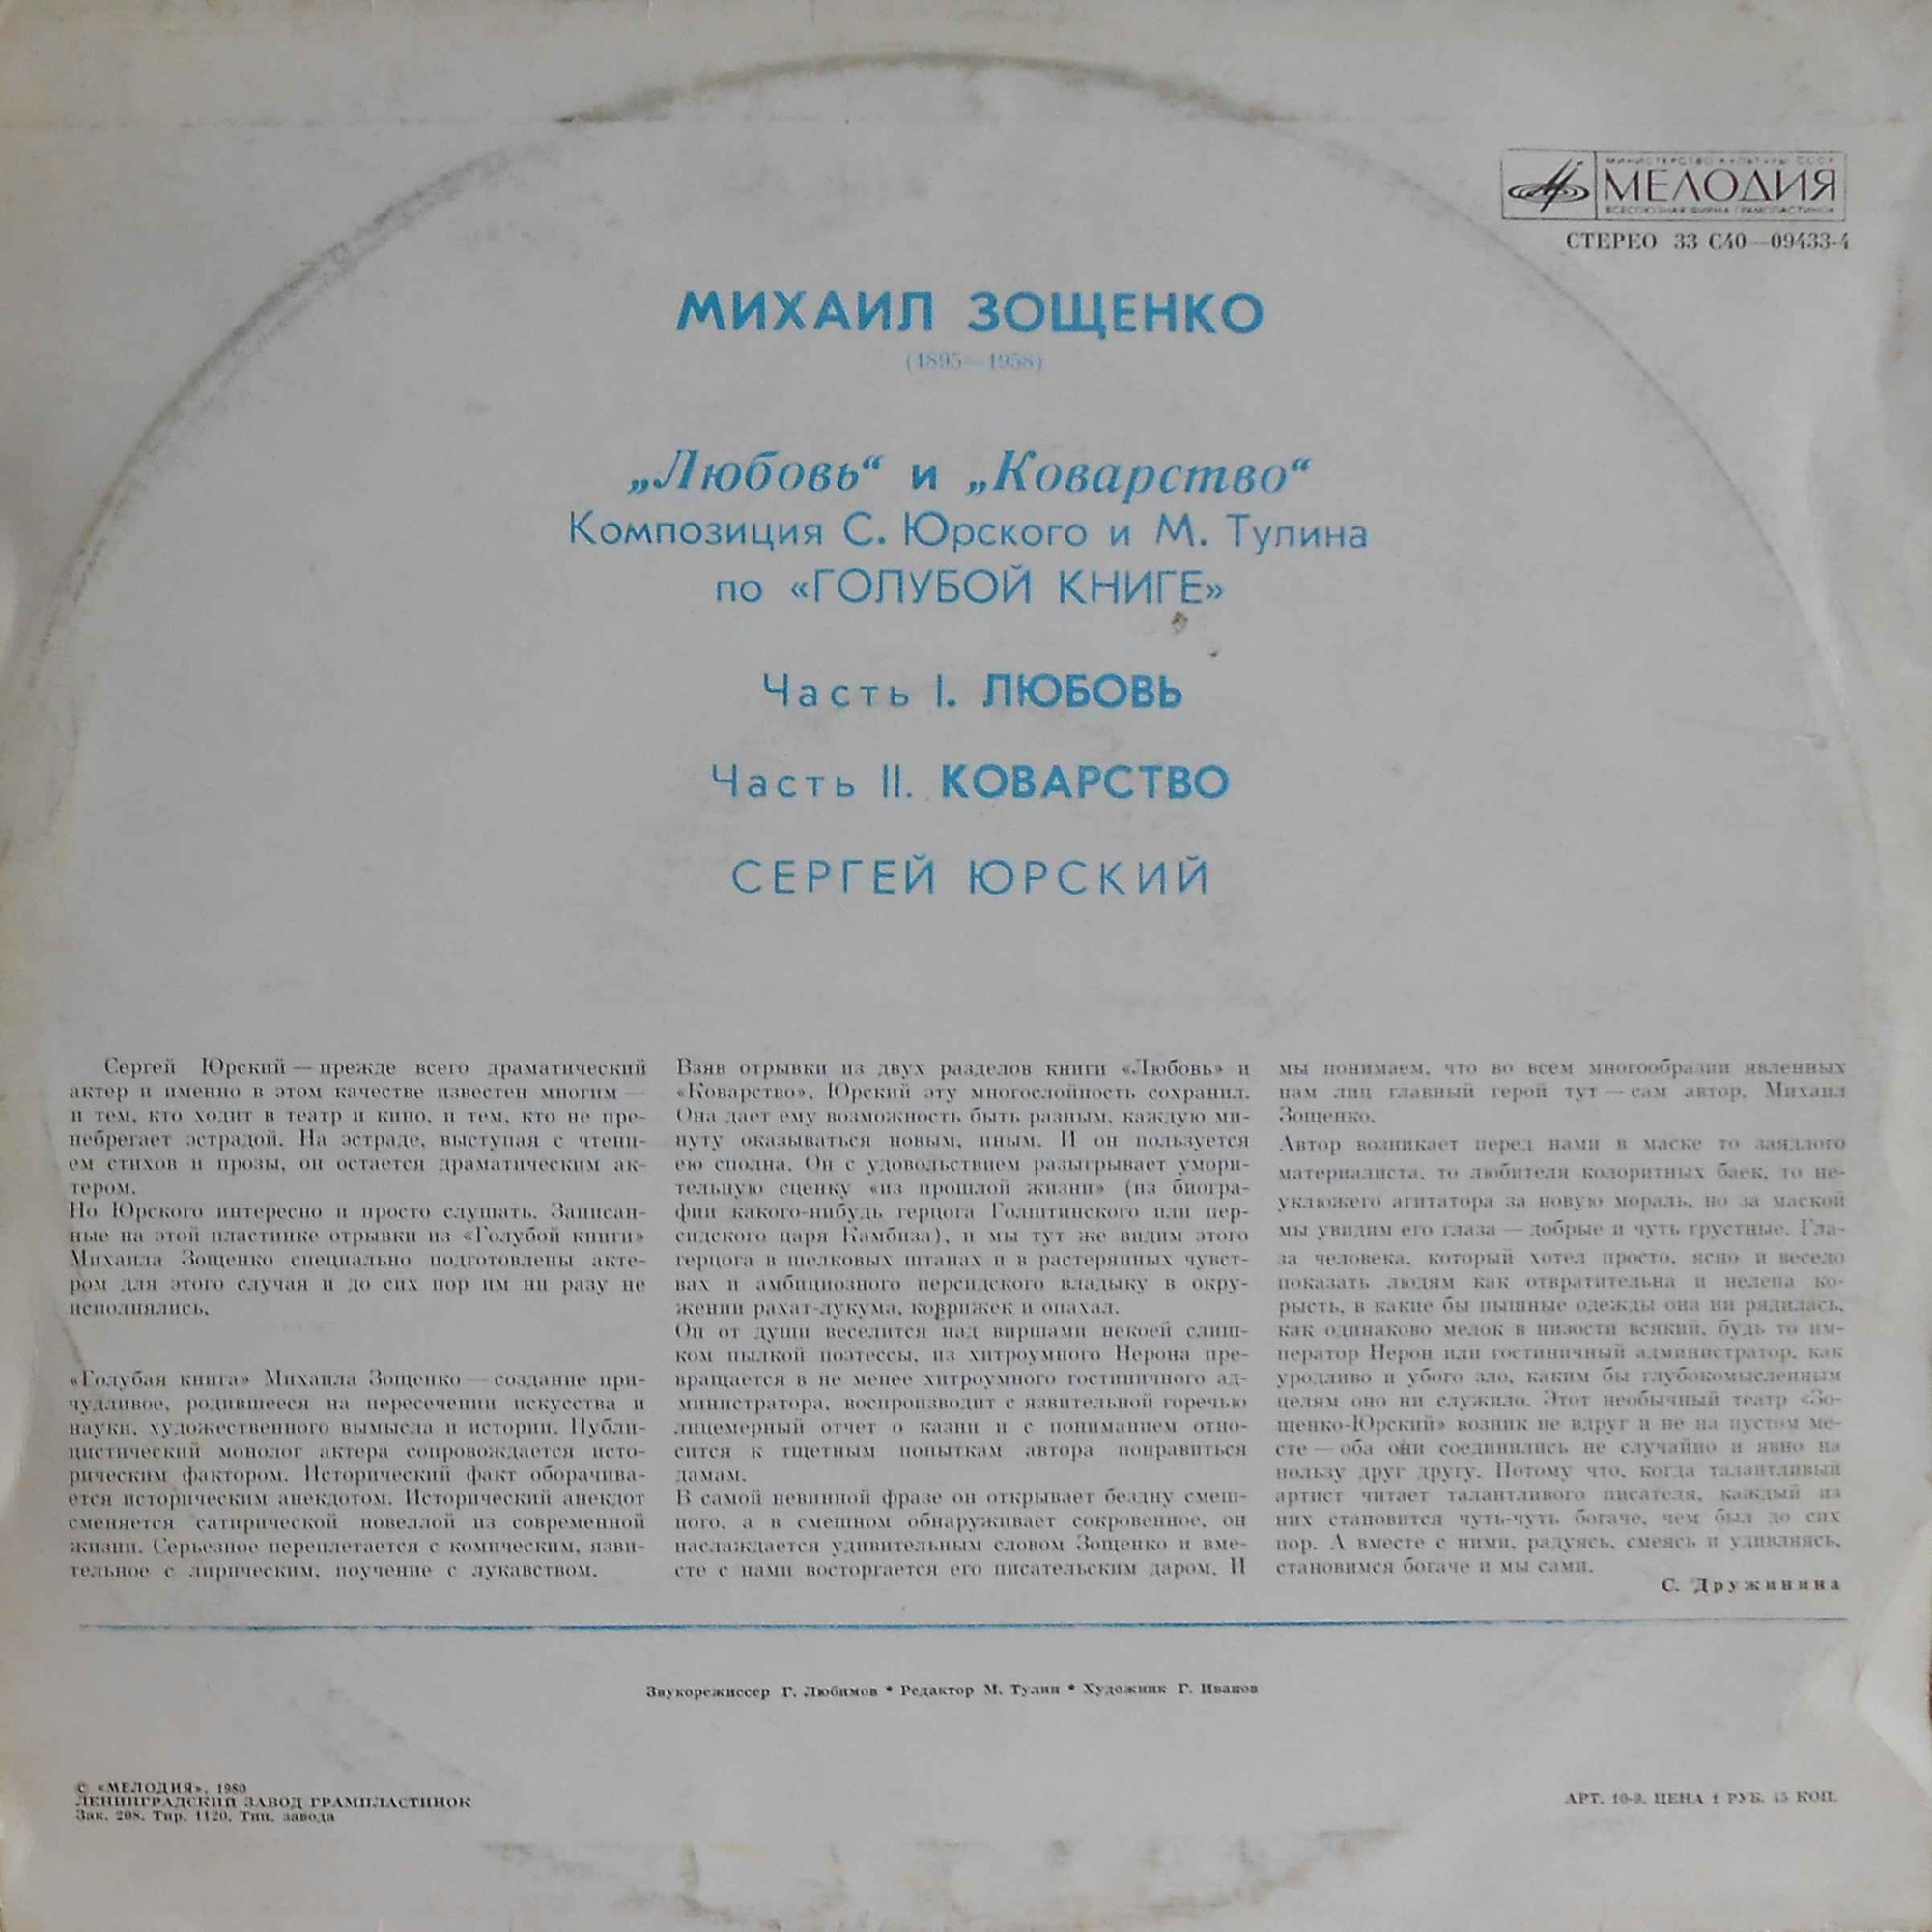 МИНИСТЕРСТВО КУЛЬТУРЫ СССР
МЕЛОДИЯ
ВСЕСОЮЗНАЯ ФИРМА ГРАМПЛАСТИНОК
СТЕРЕО 33 С40—09433-4
МИХАИЛ ЗОЩЕНКО
(1895—1958)
„Любовь“ и „Коварство“
Композиция С. Юрского и М. Тулина
по «ГОЛУБОЙ КНИГЕ»
Часть I. ЛЮБОВЬ
Часть II. КОВАРСТВО
СЕРГЕЙ ЮРСКИЙ
Сергей Юрский — прежде всего драматический
актер и именно в этом качестве известен многим —
и тем, кто ходит в театр и кино, и тем, кто не пре-
небрегает эстрадой. На эстраде, выступая с чтени-
ем стихов и прозы, он остается драматическим ак-
тером.
Но Юрского интересно и просто слушать. Записан-
ные на этой пластинке отрывки из «Голубой книги»
Михаила Зощенко специально подготовлены акте-
ром для этого случая и до сих пор им ни разу не
исполнялись.
«Голубая книга» Михаила Зощенко — создание при-
чудливое, родившееся на пересечении искусства и
науки, художественного вымысла и истории. Публи-
цистический монолог актера сопровождается исто-
рическим фактором. Исторический факт оборачива-
ется историческим анекдотом. Исторический анекдот
сменяется сатирической новеллой из современной
жизни. Серьезное переплетается с комическим, язви-
тельное с лирическим, поучение с лукавством.
Взяв отрывки из двух разделов книги «Любовь» и
«Коварство», Юрский эту многослойность сохранил.
Она дает ему возможность быть разным, каждую ми-
нуту оказываться новым, иным. И он пользуется
ею сполна. Он с удовольствием разыгрывает умори-
тельную сценку «из прошлой жизни» (из биогра-
фии какого-нибудь герцога Голштинского или пер-
сидского царя Камбиза), и мы тут же видим этого
герцога в шелковых штанах и в растерянных чувст-
вах и амбициозного персидского владыку в окру-
жении рахат-лукума, коврижек и опахал.
Он от души веселится над виршами некоей слиш-
ком пылкой поэтессы, из хитроумного Нерона пре-
вращается в не менее хитроумного гостиничного ад-
министратора, воспроизводит с язвительной горечью
лицемерный отчет о казни и с пониманием отно-
сится к тщетным попыткам автора понравиться
дамам.
В самой невинной фразе он открывает бездну смеш-
ного, а в смешном обнаруживает сокровенное, он
наслаждается удивительным словом Зощенко и вме-
сте с нами восторгается его писательским даром. И
мы понимаем, что во всем многообразии явленных
нам лиц главный герой тут — сам автор, Михаил
Зощенко.
Автор возникает перед нами в маске то заядлого
материалиста, то любителя колоритных баек, то не-
уклюжего агитатора за новую мораль, но за маской
мы увидим его глаза — добрые и чуть грустные. Гла-
за человека, который хотел просто, ясно и весело
показать людям как отвратительна и нелепа ко-
рысть, в какие бы пышные одежды она ни рядилась,
как одинаково мелок в низости всякий, будь то им-
ператор Нерон или гостиничный администратор, как
уродливо и убого зло, каким бы глубокомысленным
целям оно ни служило. Этот необычный театр «Зо-
щенко-Юрский» возник не вдруг и не на пустом ме-
сте — оба они соединились не случайно и явно на
пользу друг другу. Потому что, когда талантливый
артист читает талантливого писателя, каждый из
них становится чуть-чуть богаче, чем был до сих
пор. А вместе с ними, радуясь, смеясь и удивляясь,
становимся богаче и мы сами.
С. Дружинина
Звукорежиссер Г. Любимов * Редактор М. Тулин * Художник Г. Иванов
© «МЕЛОДИЯ», 1980
ЛЕНИНГРАДСКИЙ ЗАВОД ГРАМПЛАСТИНОК
Зак. 208. Тир. 1120. Тип. завода
АРТ. 10-9. ЦЕНА 1 РУБ. 45 КОП.